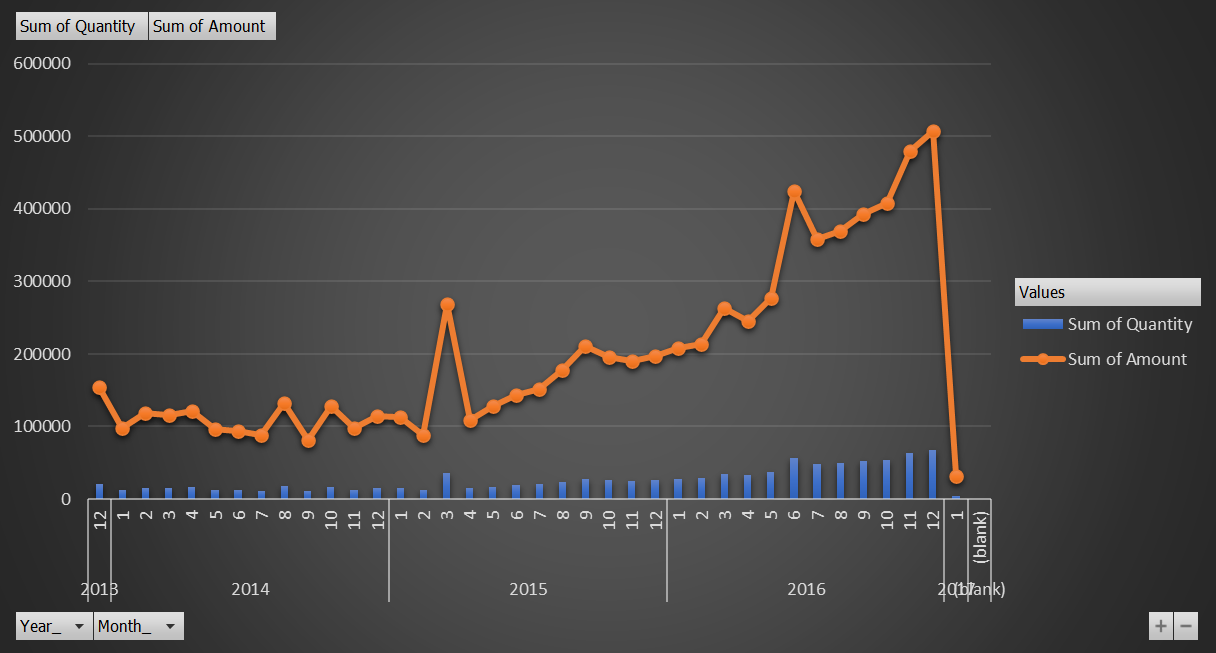 Sum of Quantity Sum of Amount
600000
500000
400000
300000
200000
100000
0
Values
Sum of Quantity
Sum of Amount
12 1 2 3 4 5 6 7 8 9 10 11 12 1 2 3 4 5 6 7 8 9 10 11 12 1 2 3 4 5 6 7 8 9 10 11 12 1 (blank)
2013 2014 2015 2016 2017 (blank)
Year_ Month_
+ −